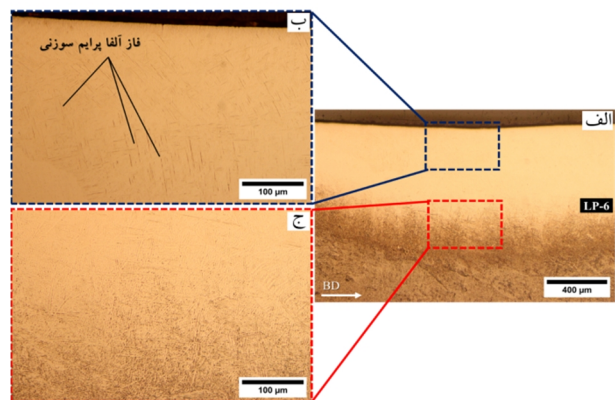 ب
فاز آلفا پرایم سوزنی
100 µm
الف
LP-6
BD
400 µm
ج
100 µm